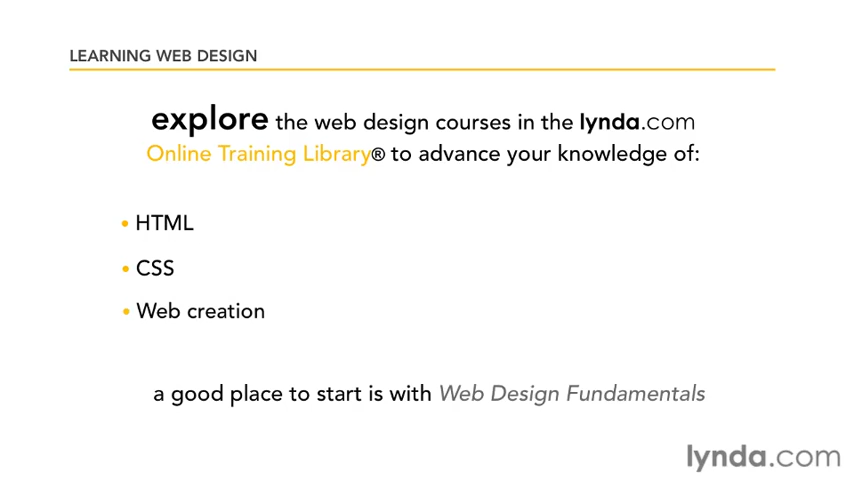 LEARNING WEB DESIGN
explore the web design courses in the lynda.com
Online Training Library® to advance your knowledge of:
• HTML
• CSS
• Web creation
a good place to start is with Web Design Fundamentals
lynda.com